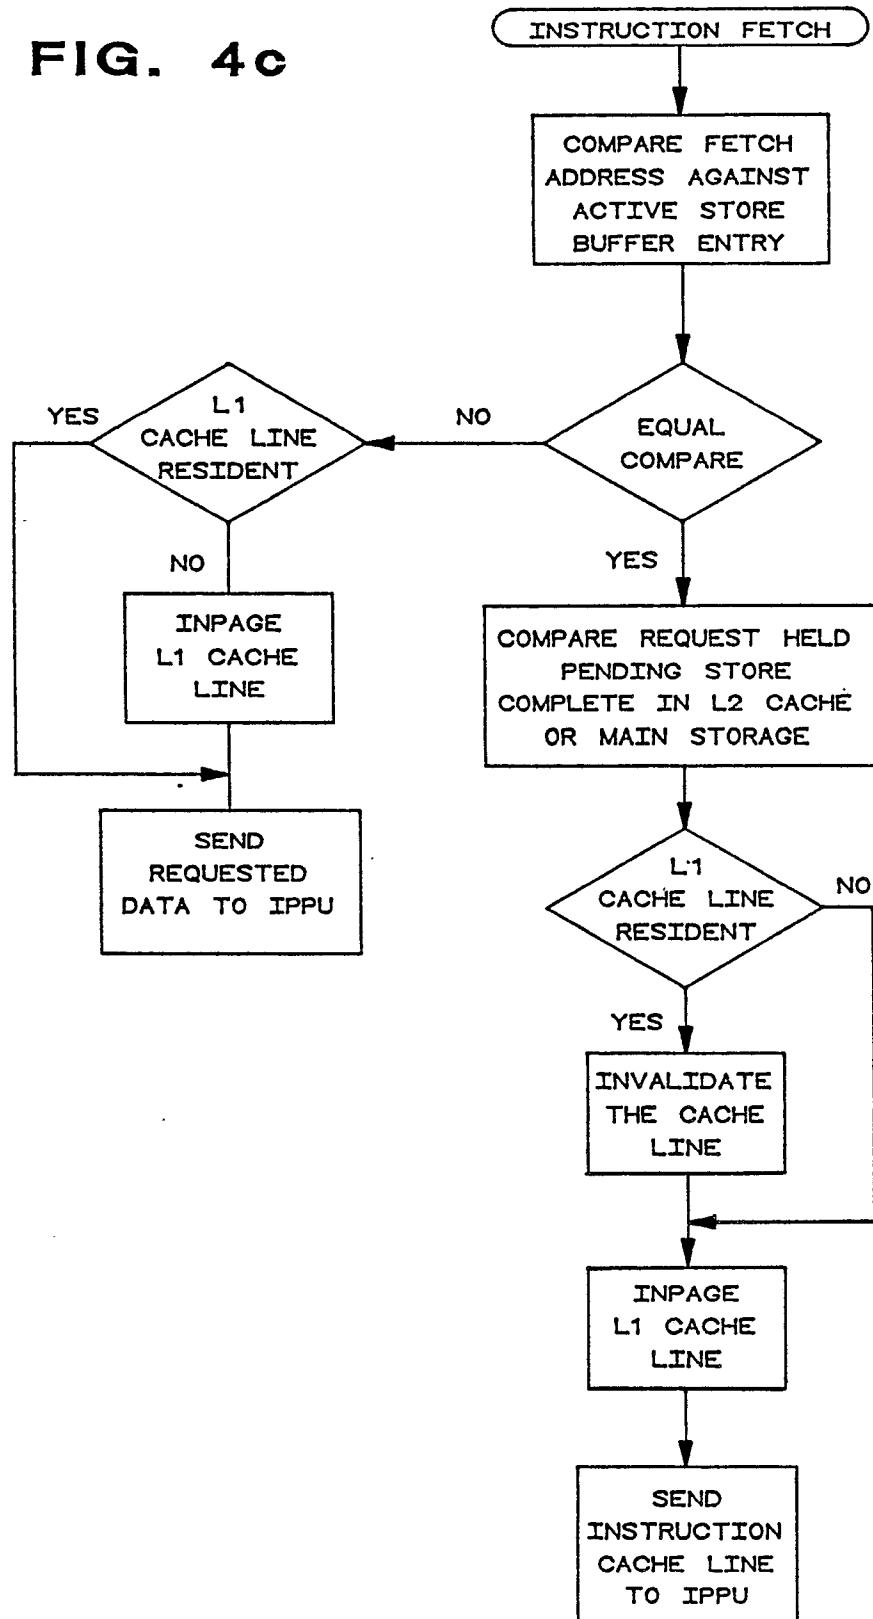 FIG. 4c
INSTRUCTION FETCH
COMPARE FETCH
ADDRESS AGAINST
ACTIVE STORE
BUFFER ENTRY
EQUAL
COMPARE
NO
L1
CACHE LINE
RESIDENT
YES
NO
INPAGE
L1 CACHE
LINE
SEND
REQUESTED
DATA TO IPPU
YES
COMPARE REQUEST HELD
PENDING STORE
COMPLETE IN L2 CACHE
OR MAIN STORAGE
L1
CACHE LINE
RESIDENT
NO
YES
INVALIDATE
THE CACHE
LINE
INPAGE
L1 CACHE
LINE
SEND
INSTRUCTION
CACHE LINE
TO IPPU